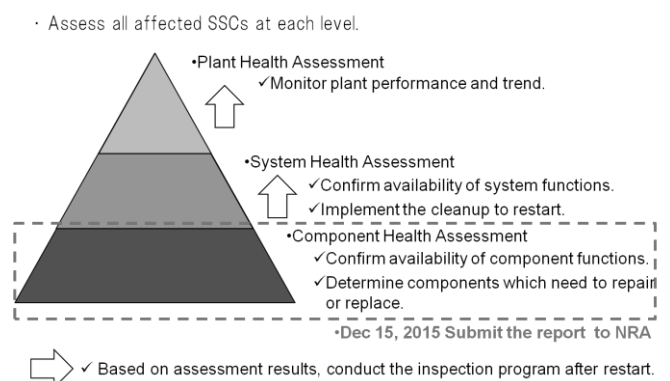 · Assess all affected SSCs at each level.
•Plant Health Assessment
✓Monitor plant performance and trend.
•System Health Assessment
✓Confirm availability of system functions.
✓Implement the cleanup to restart.
•Component Health Assessment
✓Confirm availability of component functions.
✓Determine components which need to repair
or replace.
•Dec 15, 2015 Submit the report to NRA
✓ Based on assessment results, conduct the inspection program after restart.